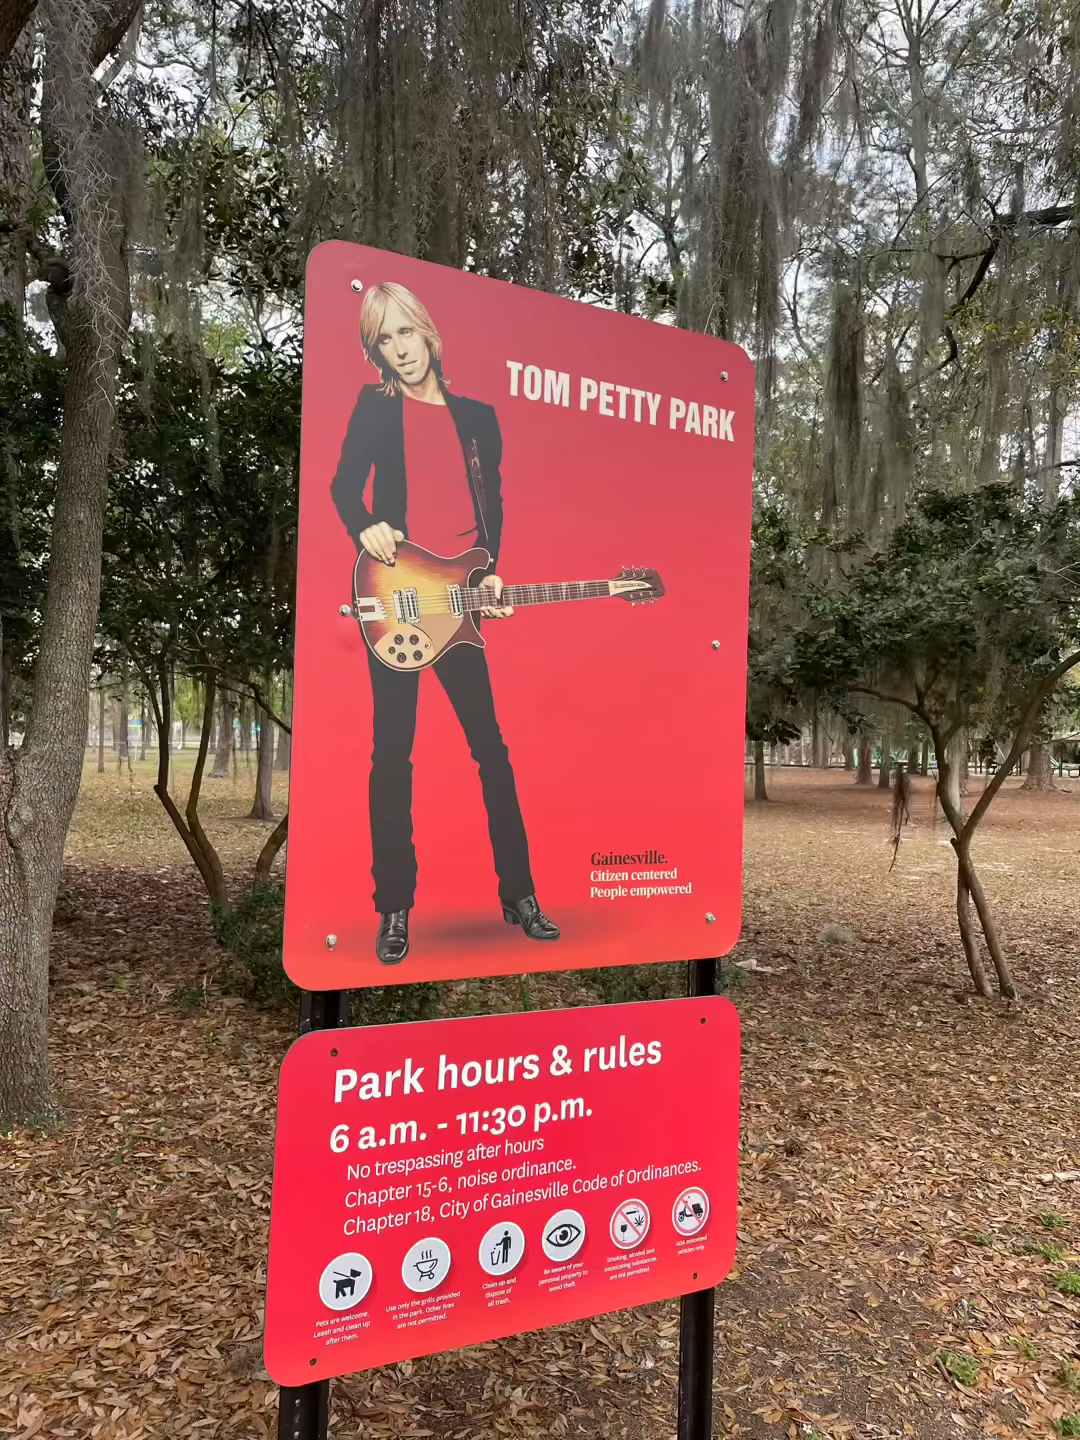 TOM PETTY PARK
Gainesville.
Citizen centered
People empowered
Park hours & rules
6 a.m. - 11:30 p.m.
No trespassing after hours
Chapter 15-6, noise ordinance.
Chapter 18, City of Gainesville Code of Ordinances.
Pets are welcome.
Leash and clean up
after them.
Use only the grills provided
in the park. Other fires
are not permitted.
Clean up and
dispose of
all trash.
Be aware of your
personal property to
avoid theft.
Smoking, alcohol and
intoxicating substances
are not permitted.
ADA motorized
vehicles only.